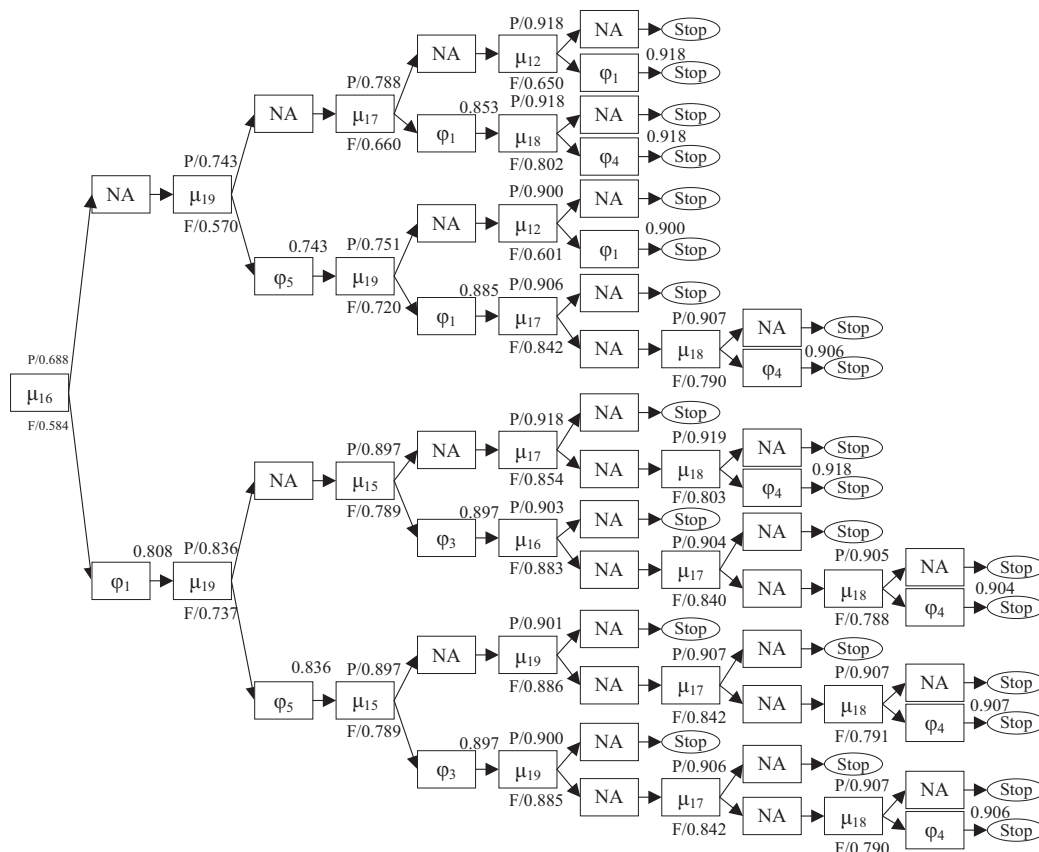 P/0.918 NA Stop
NA μ12 0.918
P/0.788 F/0.650 φ1 Stop
NA μ17 0.853 P/0.918 NA Stop
F/0.660 φ1 μ18 0.918
P/0.743 F/0.802 φ4 Stop
NA μ19 P/0.900 NA Stop
F/0.570 NA μ12 0.900
0.743 P/0.751 F/0.601 φ1 Stop
φ5 μ19 0.885 P/0.906 NA Stop
F/0.720 φ1 μ17 P/0.907 NA Stop
F/0.842 NA μ18 0.906
P/0.688 F/0.790 φ4 Stop
μ16
F/0.584 P/0.918 NA Stop
P/0.897 NA μ17 P/0.919 NA Stop
NA μ15 F/0.854 NA μ18 0.918
F/0.789 F/0.803 φ4 Stop
0.897 P/0.903 NA Stop
φ3 μ16 P/0.904 NA Stop
0.808 P/0.836 F/0.883 NA μ17 P/0.905 NA Stop
φ1 μ19 F/0.840 NA μ18 0.904
F/0.737 F/0.788 φ4 Stop
P/0.901 NA Stop
0.836 P/0.897 NA μ19 P/0.907 NA Stop
φ5 μ15 F/0.886 NA μ17 P/0.907 NA Stop
F/0.789 F/0.842 NA μ18 0.907
F/0.791 φ4 Stop
0.897 P/0.900 NA Stop
φ3 μ19 P/0.906 NA Stop
F/0.885 NA μ17 P/0.907 NA Stop
F/0.842 NA μ18 0.906
F/0.790 φ4 Stop